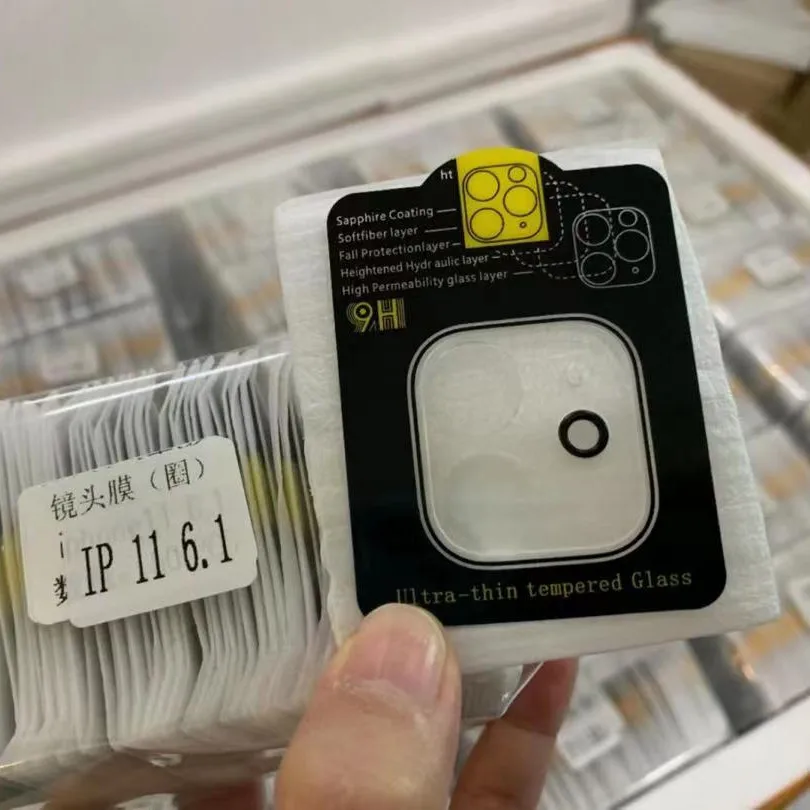 ht
Sapphire Coating
Softfiber layer
Fall Protectionlayer
Heightened Hydr aulic layer
High Permeability glass layer
9H
Ultra-thin tempered Glass
镜头膜（圈）
IP 11 6.1